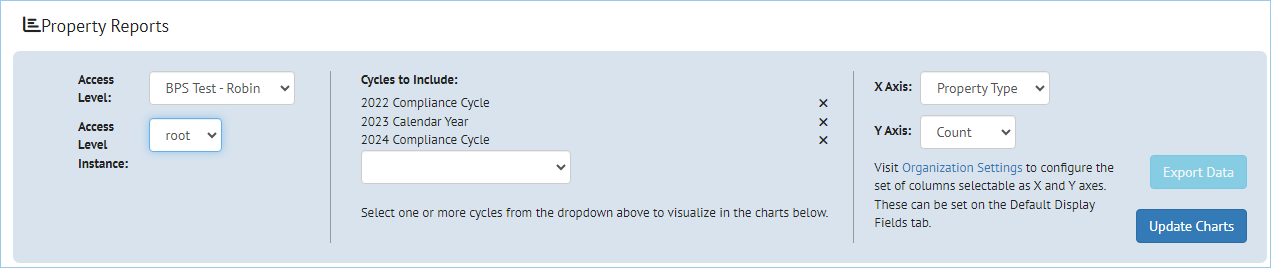 Property Reports
Access
Level:
BPS Test - Robin
Access
Level
Instance:
root
Cycles to Include:
2022 Compliance Cycle
2023 Calendar Year
2024 Compliance Cycle
Select one or more cycles from the dropdown above to visualize in the charts below.
X Axis:
Property Type
Y Axis:
Count
Visit Organization Settings to configure the
set of columns selectable as X and Y axes.
These can be set on the Default Display
Fields tab.
Export Data
Update Charts